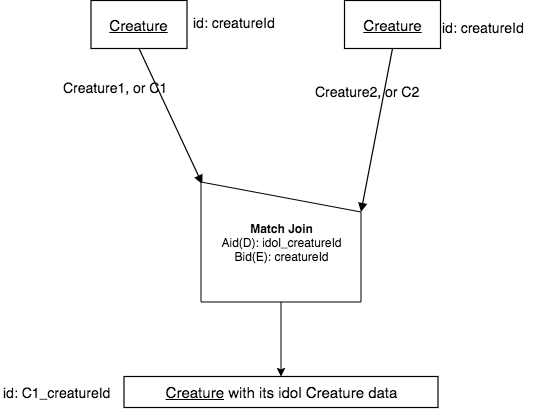 Creature
id: creatureId
Creature
id: creatureId
Creature1, or C1
Creature2, or C2
Match Join
Aid(D): idol_creatureId
Bid(E): creatureId
id: C1_creatureId
Creature with its idol Creature data